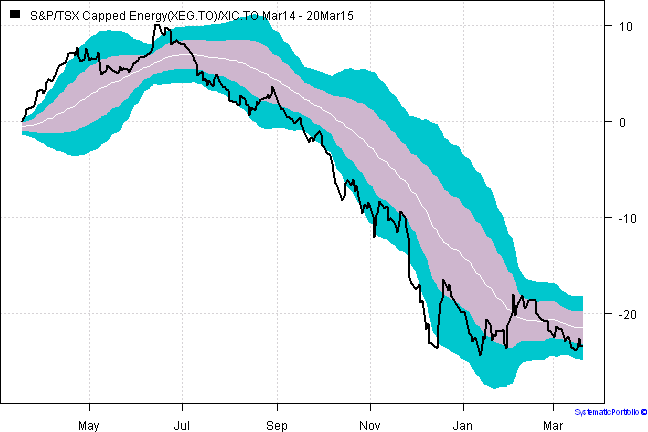 S&P/TSX Capped Energy(XEG.TO)/XIC.TO Mar14 - 20Mar15
10
0
-10
-20
May Jul Sep Nov Jan Mar
SystematicPortfolio ©